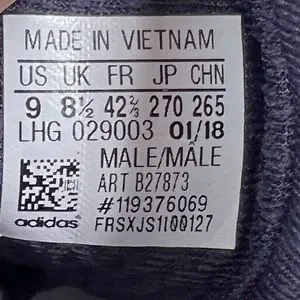 MADE IN VIETNAM
US UK FR JP CHN
9 8½ 42⅔ 270 265
LHG 029003 01/18
MALE/MÂLE
ART B27873
#119376069
adidas FRSXJS1I00127